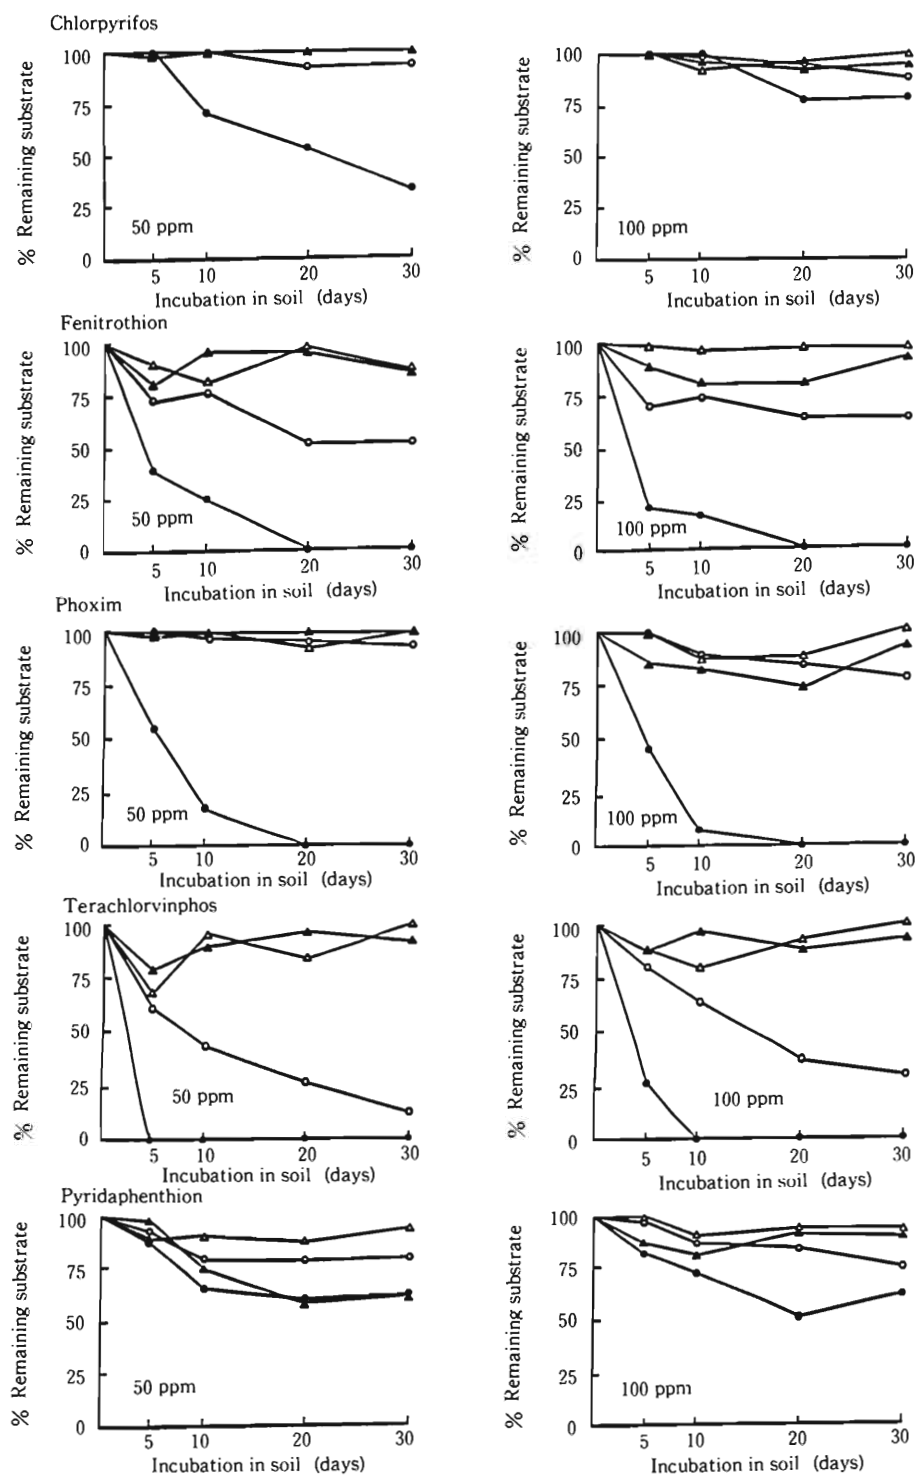 Chlorpyrifos
% Remaining substrate
100
75
50
25
0
50 ppm
5 10 20 30
Incubation in soil (days)
% Remaining substrate
100
75
50
25
0
100 ppm
5 10 20 30
Incubation in soil (days)
Fenitrothion
% Remaining substrate
100
75
50
25
0
50 ppm
5 10 20 30
Incubation in soil (days)
% Remaining substrate
100
75
50
25
0
100 ppm
5 10 20 30
Incubation in soil (days)
Phoxim
% Remaining substrate
100
75
50
25
0
50 ppm
5 10 20 30
Incubation in soil (days)
% Remaining substrate
100
75
50
25
0
100 ppm
5 10 20 30
Incubation in soil (days)
Terachlorvinphos
% Remaining substrate
100
75
50
25
0
50 ppm
5 10 20 30
Incubation in soil (days)
% Remaining substrate
100
75
50
25
0
100 ppm
5 10 20 30
Incubation in soil (days)
Pyridaphenthion
% Remaining substrate
100
75
50
25
0
50 ppm
5 10 20 30
Incubation in soil (days)
% Remaining substrate
100
75
50
25
0
100 ppm
5 10 20 30
Incubation in soil (days)